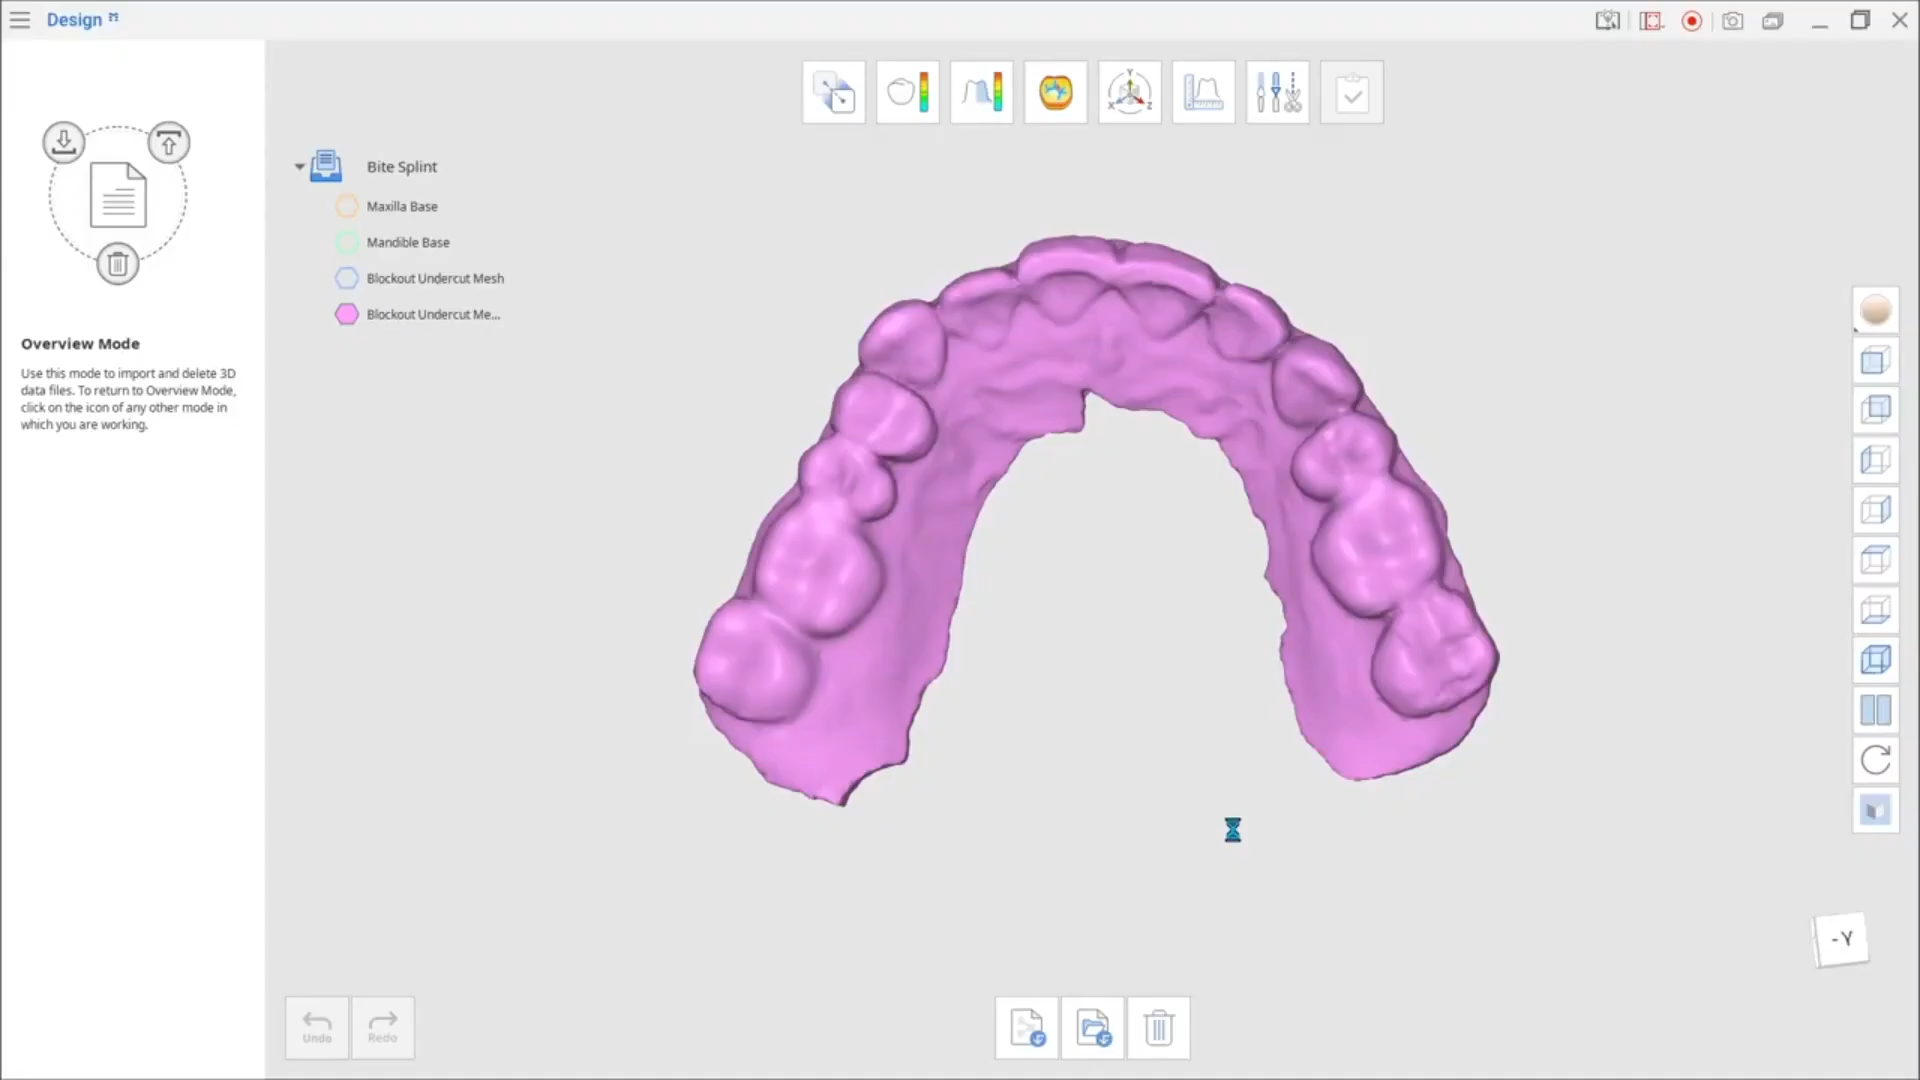 Design
Bite Splint
Maxilla Base
Mandible Base
Blockout Undercut Mesh
Blockout Undercut Me...
Overview Mode
Use this mode to import and delete 3D
data files. To return to Overview Mode,
click on the icon of any other mode in
which you are working.
Y
X
Z
-Y
Undo
Redo